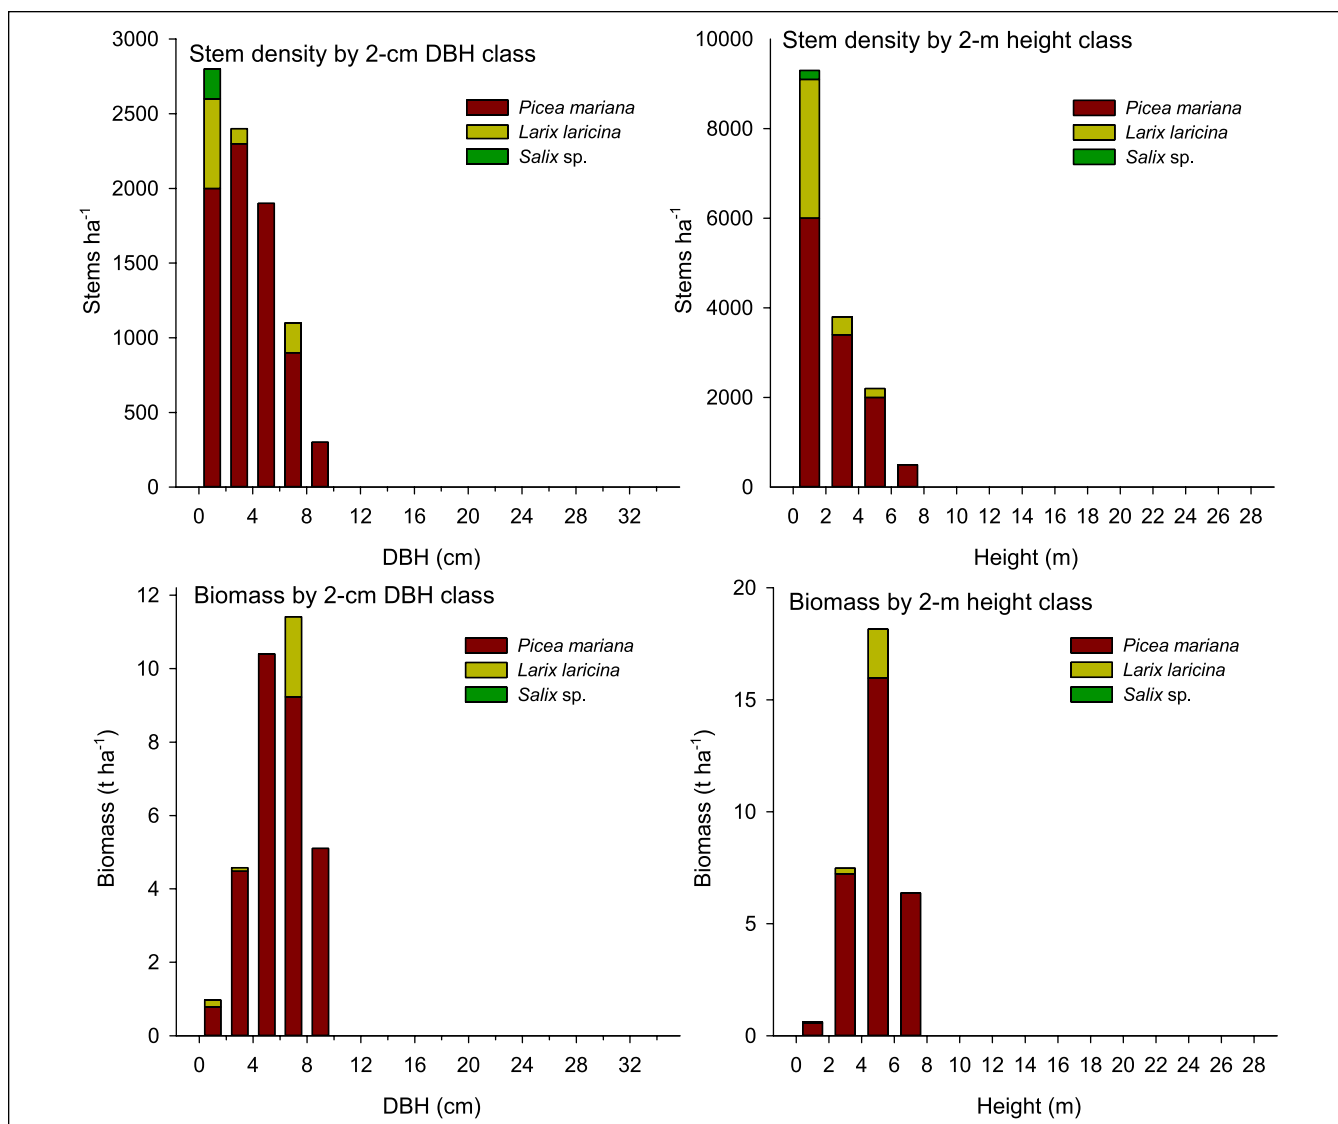 Stem density by 2-cm DBH class
3000
2500
2000
1500
1000
500
0
Stems ha-1
Picea mariana
Larix laricina
Salix sp.
0 4 8 12 16 20 24 28 32
DBH (cm)
Stem density by 2-m height class
10000
8000
6000
4000
2000
0
Stems ha-1
Picea mariana
Larix laricina
Salix sp.
0 2 4 6 8 10 12 14 16 18 20 22 24 26 28
Height (m)
Biomass by 2-cm DBH class
12
10
8
6
4
2
0
Biomass (t ha-1)
Picea mariana
Larix laricina
Salix sp.
0 4 8 12 16 20 24 28 32
DBH (cm)
Biomass by 2-m height class
20
15
10
5
0
Biomass (t ha-1)
Picea mariana
Larix laricina
Salix sp.
0 2 4 6 8 10 12 14 16 18 20 22 24 26 28
Height (m)